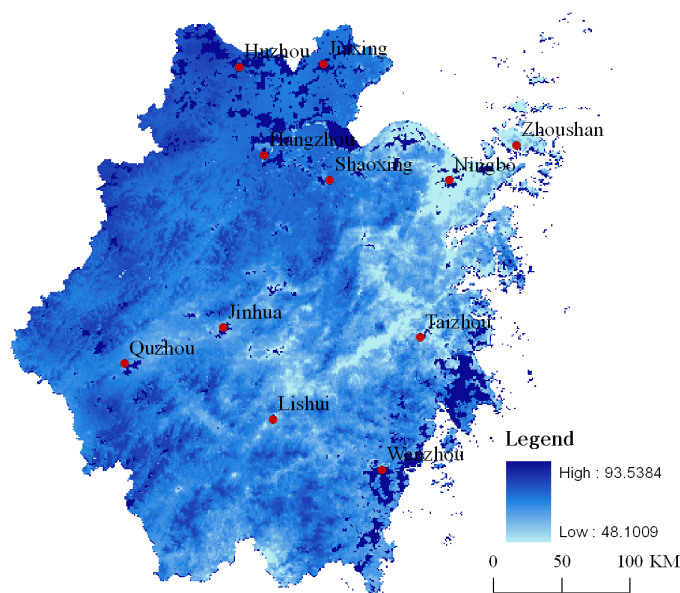 Huzhou
Jiaxing
Hangzhou
Zhoushan
Shaoxing
Ningbo
Jinhua
Taizhou
Quzhou
Lishui
Wenzhou
Legend
High : 93.5384
Low : 48.1009
0 50 100 KM